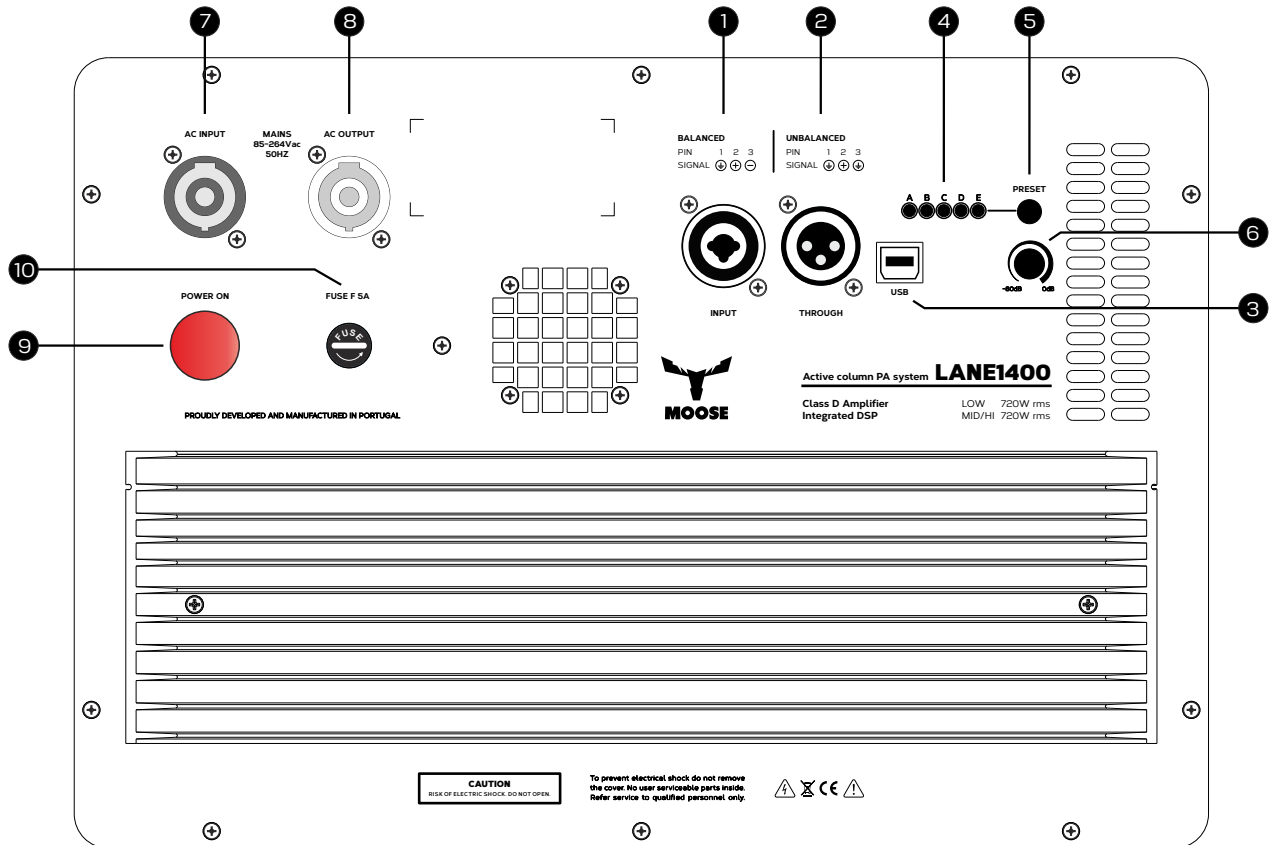 7
8
1
2
4
5
AC INPUT
MAINS
85-264Vac
50HZ
AC OUTPUT
BALANCED
PIN 1 2 3
SIGNAL
UNBALANCED
PIN 1 2 3
SIGNAL
A B C D E
PRESET
6
10
POWER ON
FUSE F 5A
-80dB 0dB
USB
3
INPUT
THROUGH
9
FUSE
MOOSE
Active column PA system LANE1400
Class D Amplifier
Integrated DSP
LOW 720W rms
MID/HI 720W rms
PROUDLY DEVELOPED AND MANUFACTURED IN PORTUGAL
CAUTION
RISK OF ELECTRIC SHOCK. DO NOT OPEN.
To prevent electrical shock do not remove
the cover. No user serviceable parts inside.
Refer service to qualified personnel only.
CE